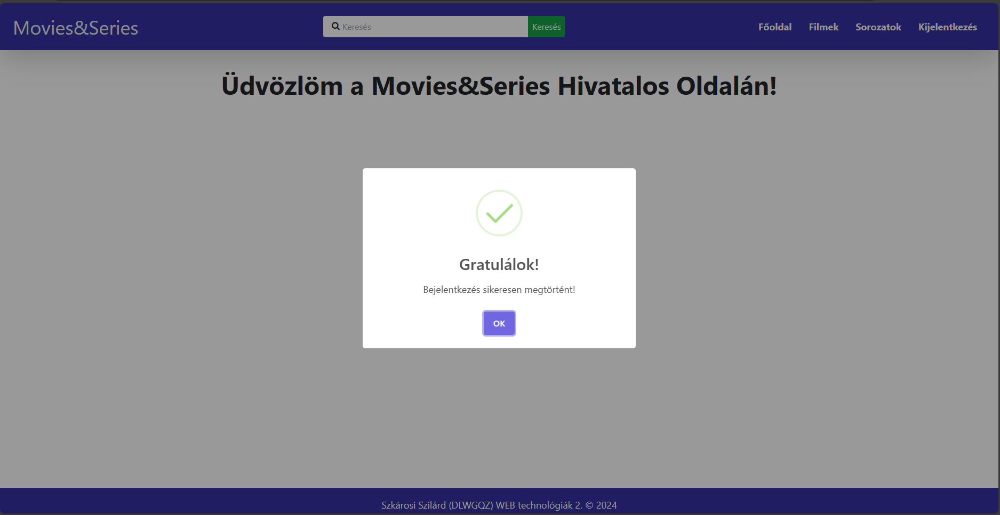 Movies&Series
Keresés
Keresés
Főoldal
Filmek
Sorozatok
Kijelentkezés
Üdvözlöm a Movies&Series Hivatalos Oldalán!
Gratulálok!
Bejelentkezés sikeresen megtörtént!
OK
Szkárosi Szilárd (DLWGQZ) WEB technológiák 2. © 2024